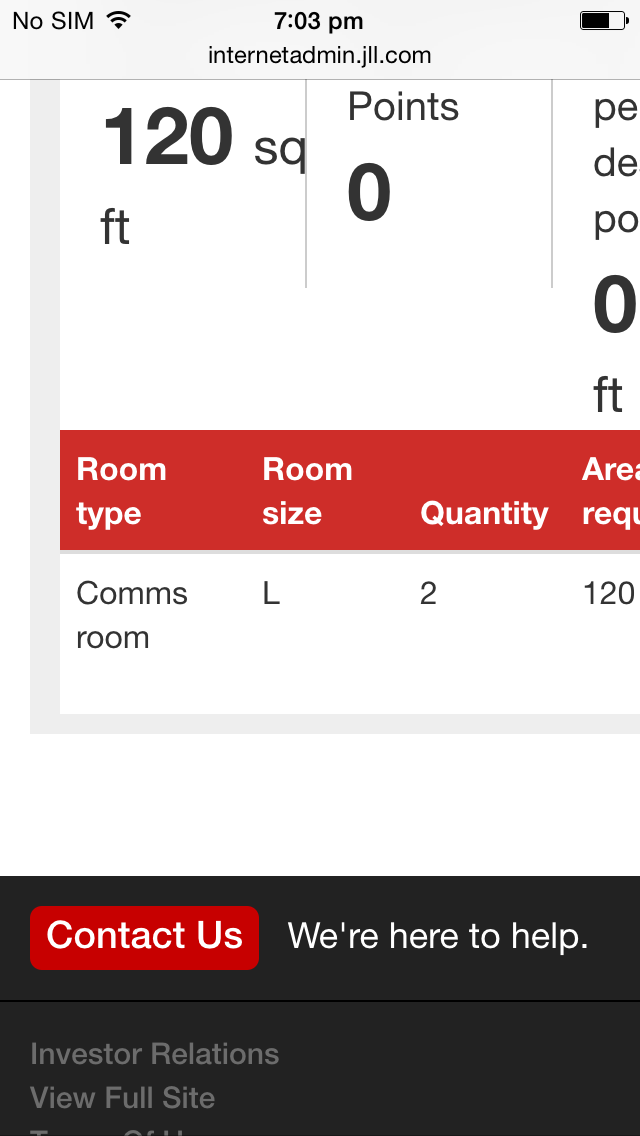 No SIM 7:03 pm
internetadmin.jll.com
120 sq
ft
Points
0
pe
de
po
0
ft
Room type Room size Quantity Area requ
Comms room L 2 120
Contact Us We're here to help.
Investor Relations
View Full Site